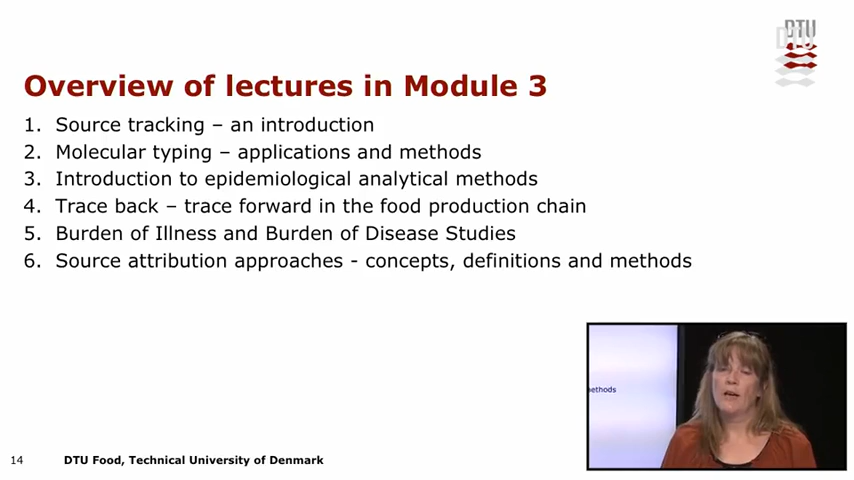 DTU
DTU
Overview of lectures in Module 3
1. Source tracking – an introduction
2. Molecular typing – applications and methods
3. Introduction to epidemiological analytical methods
4. Trace back – trace forward in the food production chain
5. Burden of Illness and Burden of Disease Studies
6. Source attribution approaches - concepts, definitions and methods
14 DTU Food, Technical University of Denmark